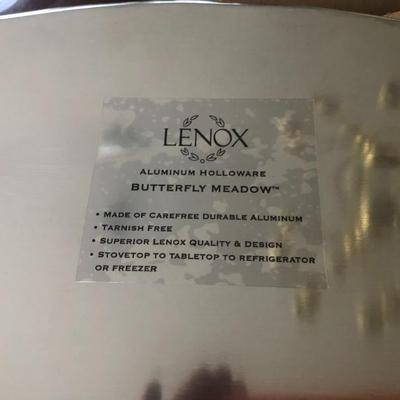 LENOX
ALUMINUM HOLLOWARE
BUTTERFLY MEADOW™
• MADE OF CAREFREE DURABLE ALUMINUM
• TARNISH FREE
• SUPERIOR LENOX QUALITY & DESIGN
• STOVETOP TO TABLETOP TO REFRIGERATOR
OR FREEZER